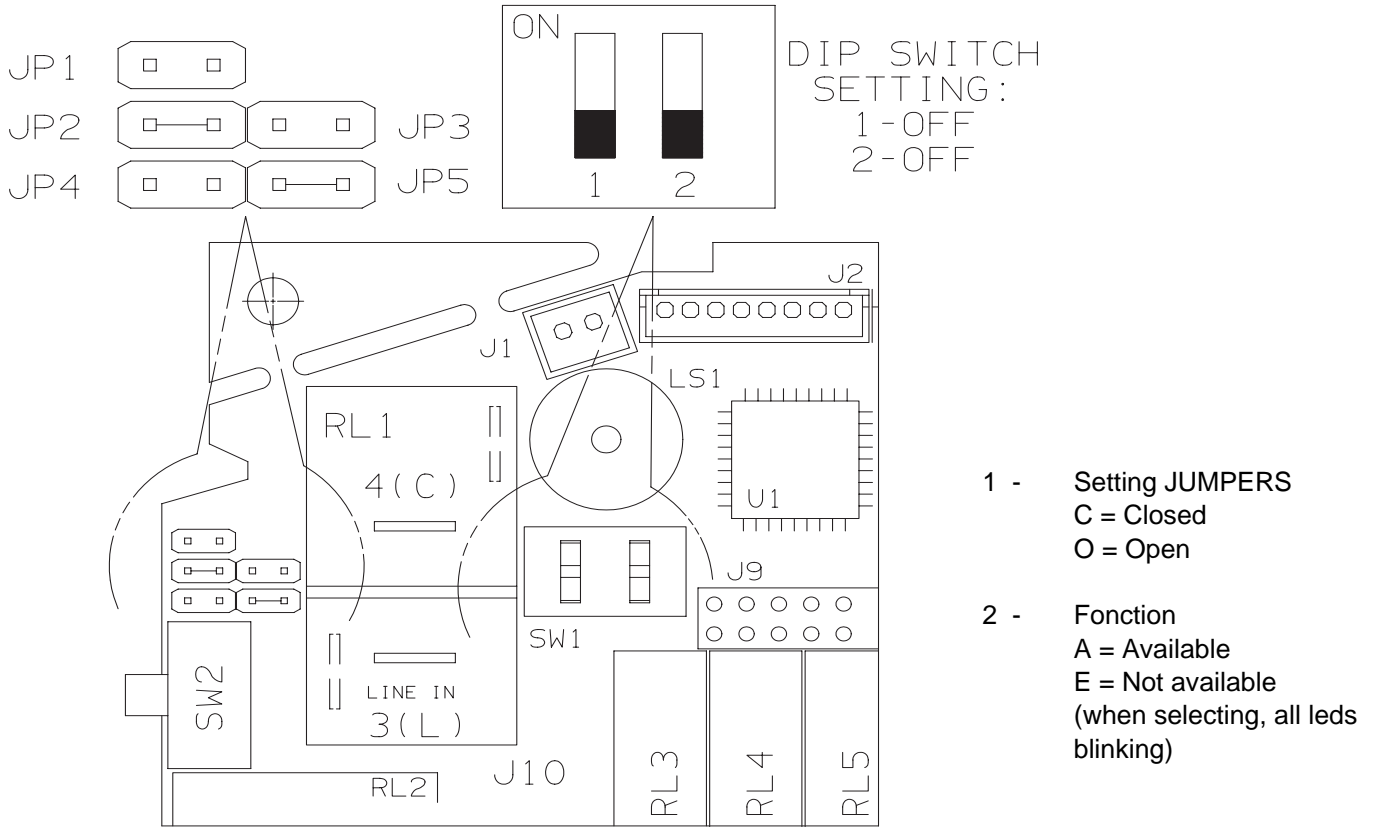 ON
JP1
JP2
JP3
JP4
JP5
1 2
DIP SWITCH
SETTING:
1-OFF
2-OFF
J2
J1
LS1
RL1
4(C)
U1
J9
SW1
SW2
LINE IN
3(L)
RL2
J10
RL3
RL4
RL5
1 - Setting JUMPERS
C = Closed
O = Open
2 - Fonction
A = Available
E = Not available
(when selecting, all leds
blinking)